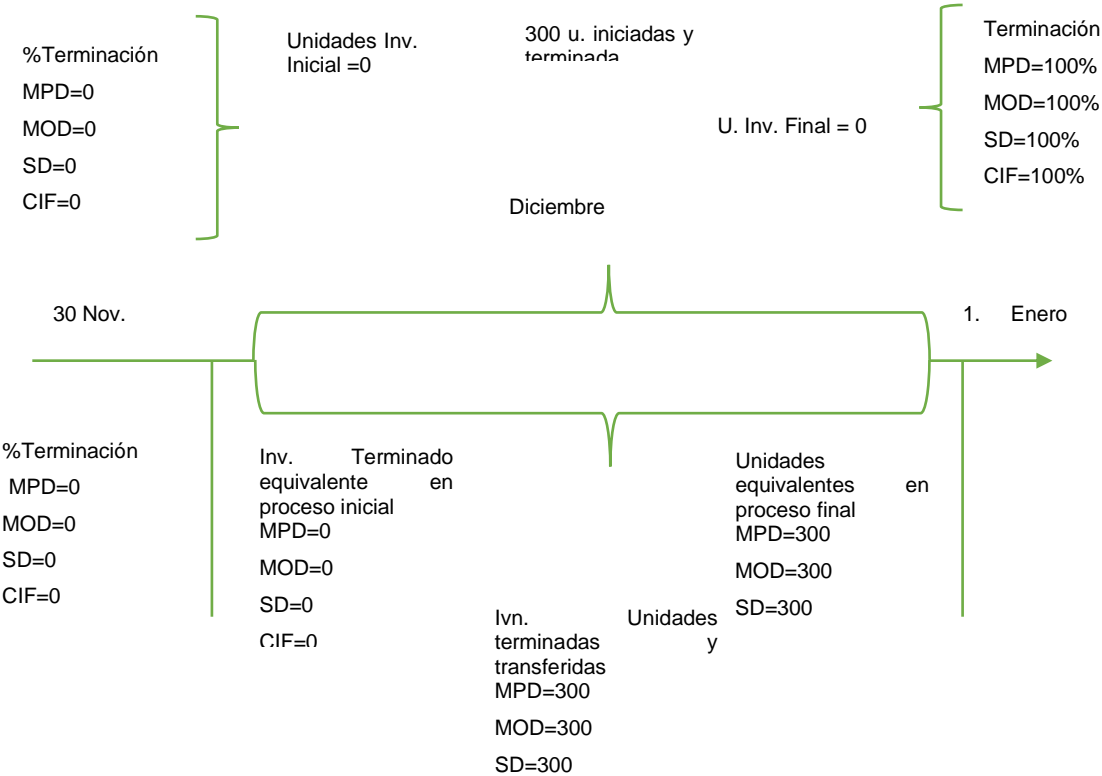 %Terminación
MPD=0
MOD=0
SD=0
CIF=0
Unidades Inv.
Inicial =0
300 u. iniciadas y
terminada
U. Inv. Final = 0
Terminación
MPD=100%
MOD=100%
SD=100%
CIF=100%
Diciembre
30 Nov.
1. Enero
%Terminación
MPD=0
MOD=0
SD=0
CIF=0
Inv. Terminado
equivalente en
proceso inicial
MPD=0
MOD=0
SD=0
CIF=0
Ivn. Unidades
terminadas y
transferidas
MPD=300
MOD=300
SD=300
Unidades
equivalentes en
proceso final
MPD=300
MOD=300
SD=300